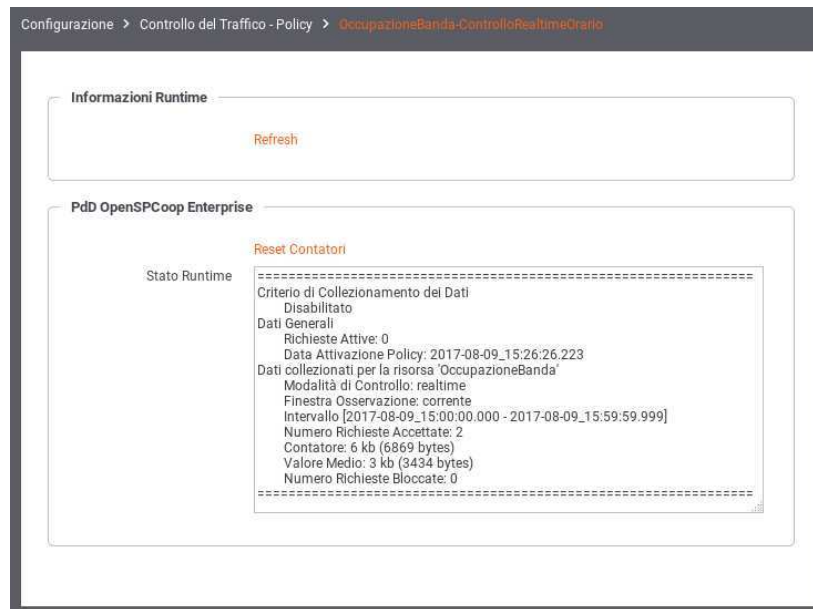 Configurazione > Controllo del Traffico - Policy > OccupazioneBanda-ControlloRealtimeOrario
Informazioni Runtime
Refresh
PdD OpenSPCoop Enterprise
Reset Contatori
Stato Runtime
================================================================
Criterio di Collezionamento dei Dati
Disabilitato
Dati Generali
Richieste Attive: 0
Data Attivazione Policy: 2017-08-09_15:26:26.223
Dati collezionati per la risorsa 'OccupazioneBanda'
Modalità di Controllo: realtime
Finestra Osservazione: corrente
Intervallo [2017-08-09_15:00:00.000 - 2017-08-09_15:59:59.999]
Numero Richieste Accettate: 2
Contatore: 6 kb (6869 bytes)
Valore Medio: 3 kb (3434 bytes)
Numero Richieste Bloccate: 0
================================================================